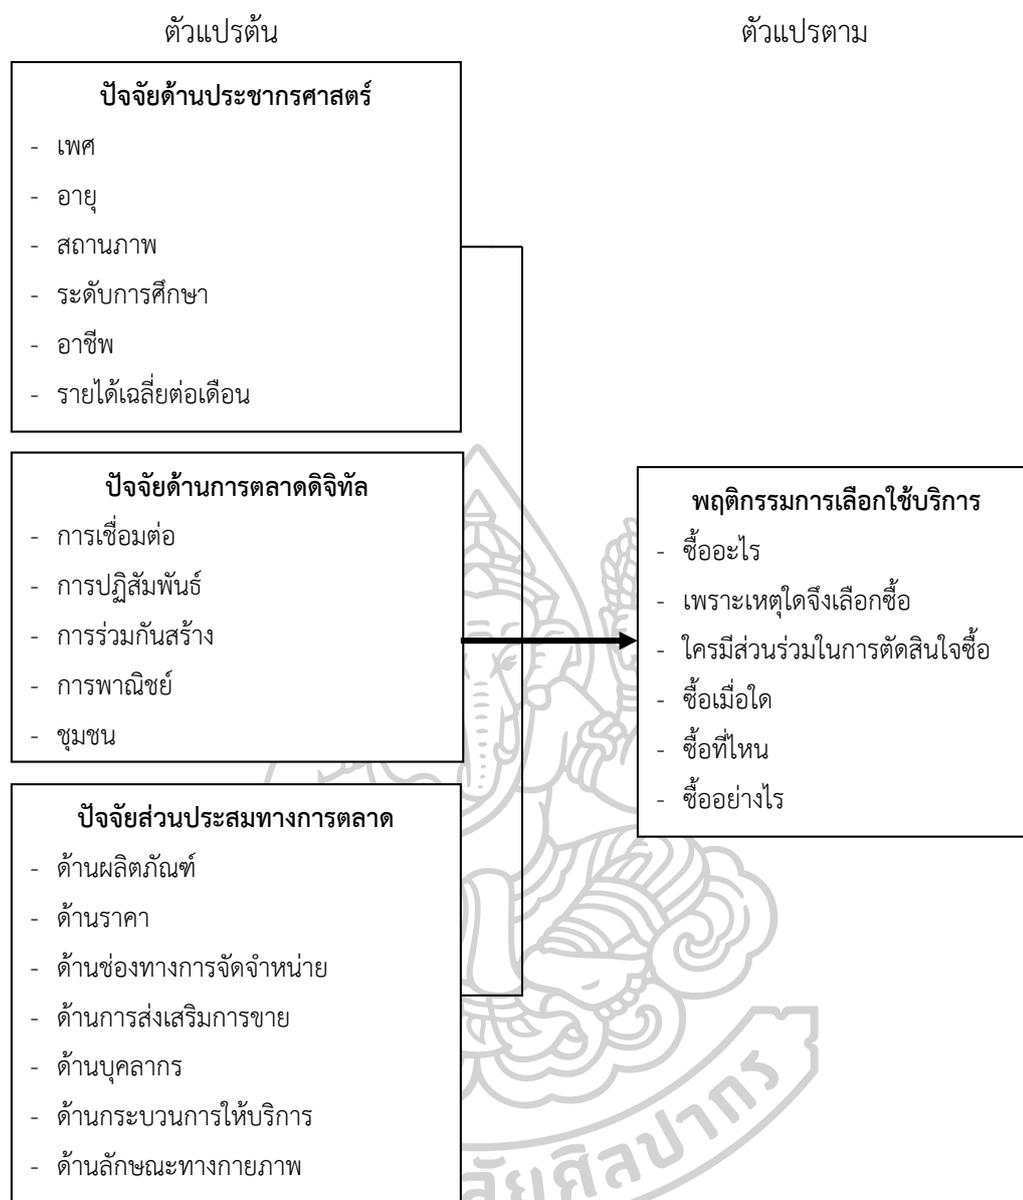 ตัวแปรต้น
ตัวแปรตาม
ปัจจัยด้านประชากรศาสตร์
- เพศ
- อายุ
- สถานภาพ
- ระดับการศึกษา
- อาชีพ
- รายได้เฉลี่ยต่อเดือน
ปัจจัยด้านการตลาดดิจิทัล
- การเชื่อมต่อ
- การปฏิสัมพันธ์
- การร่วมกันสร้าง
- การพาณิชย์
- ชุมชน
ปัจจัยส่วนประสมทางการตลาด
- ด้านผลิตภัณฑ์
- ด้านราคา
- ด้านช่องทางการจัดจำหน่าย
- ด้านการส่งเสริมการขาย
- ด้านบุคลากร
- ด้านกระบวนการให้บริการ
- ด้านลักษณะทางกายภาพ
พฤติกรรมการเลือกใช้บริการ
- ซื้ออะไร
- เพราะเหตุใดจึงเลือกซื้อ
- ใครมีส่วนร่วมในการตัดสินใจซื้อ
- ซื้อเมื่อใด
- ซื้อที่ไหน
- ซื้ออย่างไร
ลัยศิลปากร